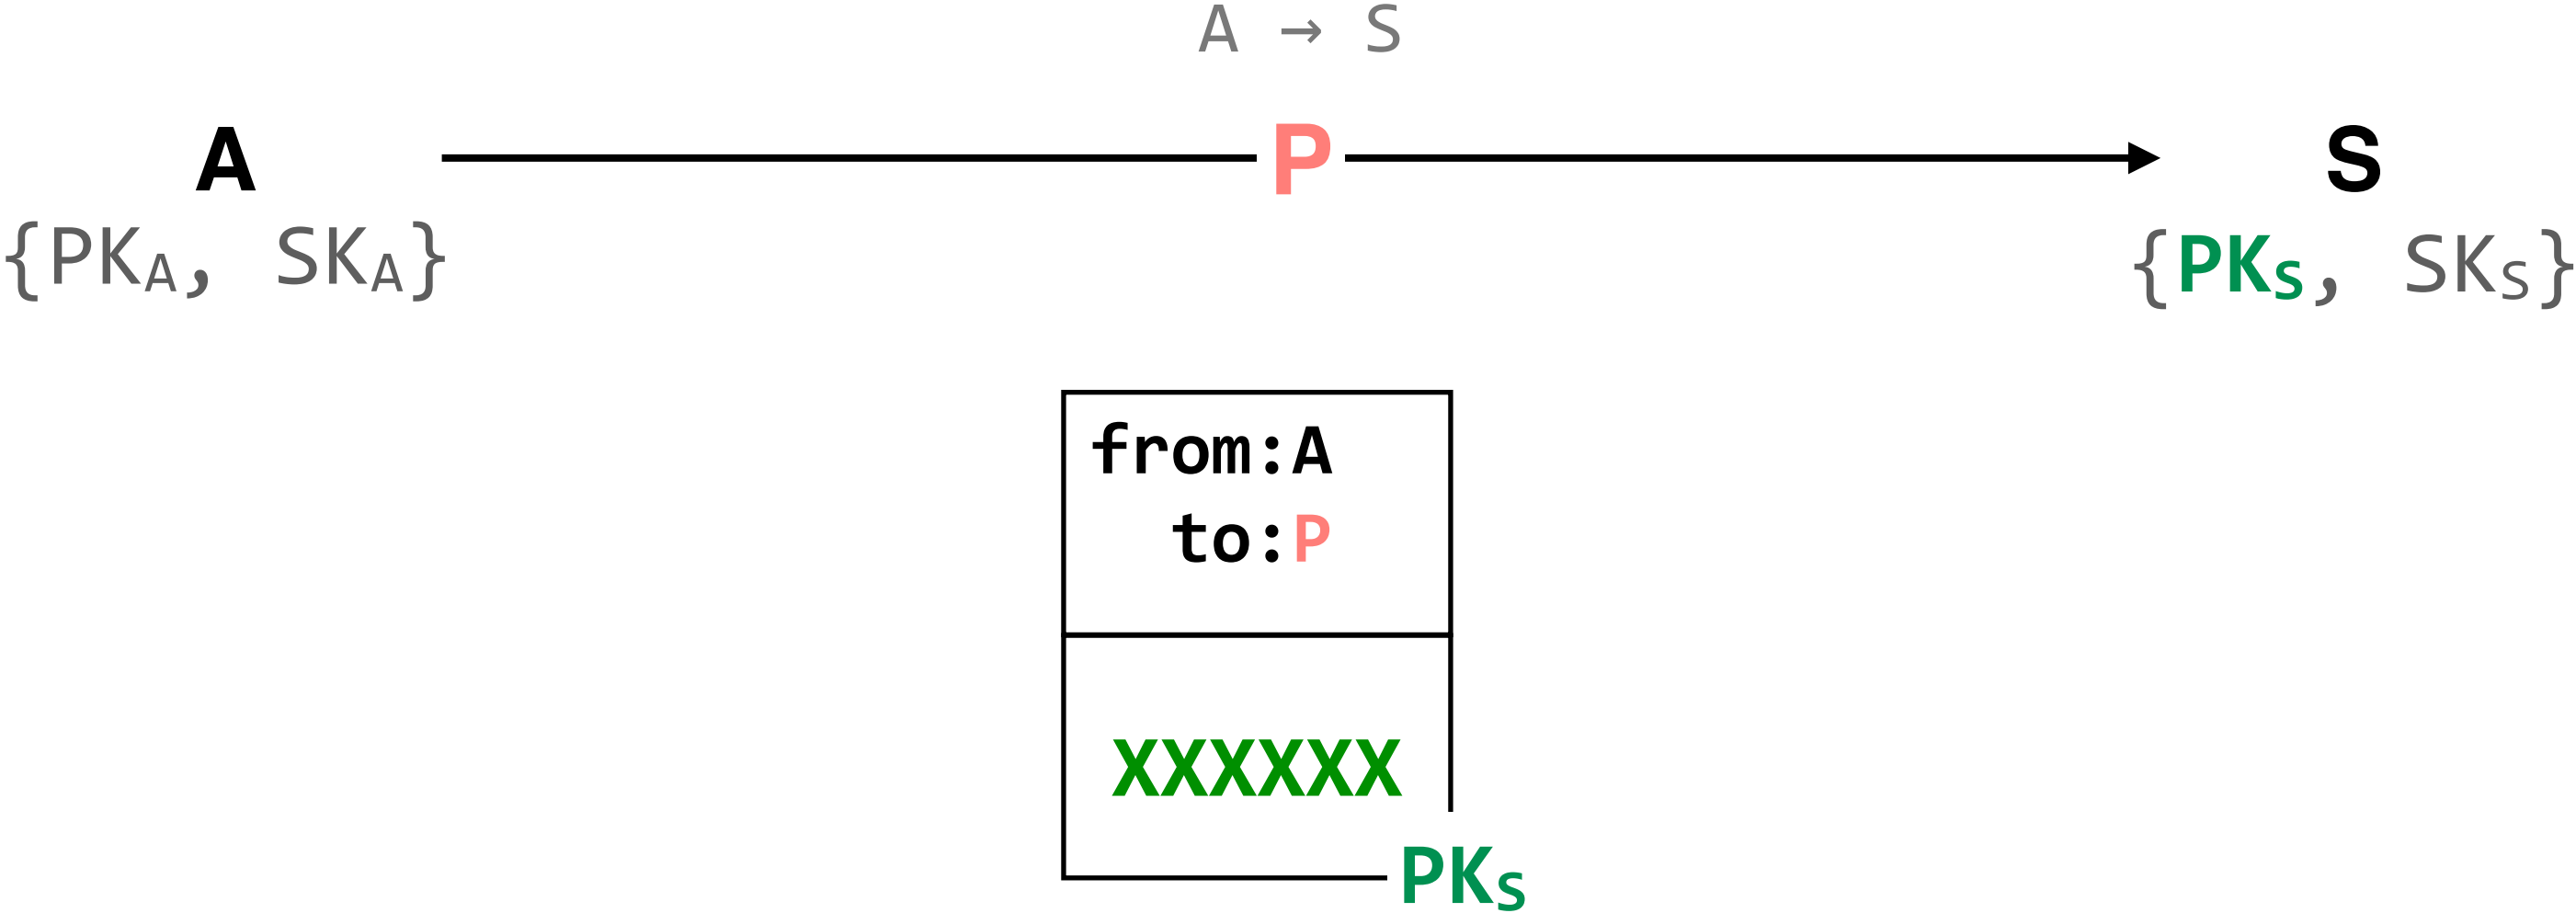 A → S
A P S
{PKA, SKA} {PKS, SKS}
from:A
to:P
XXXXXX
PKS